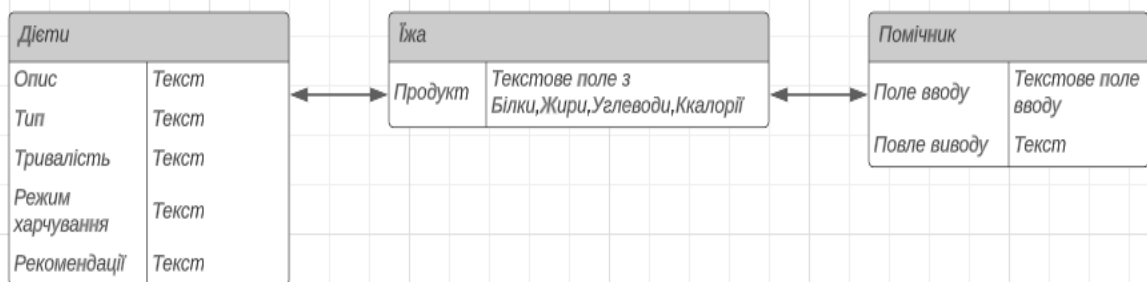 Дієти
Опис Текст
Тип Текст
Тривалість Текст
Режим
харчування Текст
Рекомендації Текст
Їжа
Продукт Текстове поле з
Білки,Жири,Углеводи,Ккалорії
Помічник
Поле вводу Текстове поле
вводу
Повле виводу Текст